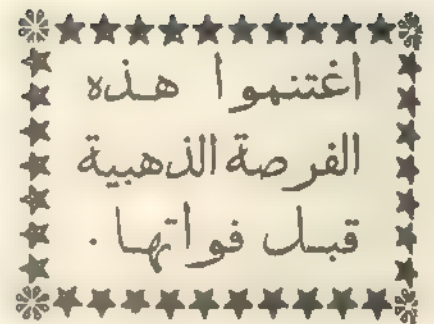 اغتنموا هذه
الفرصة الذهبية
قبل فواتها .